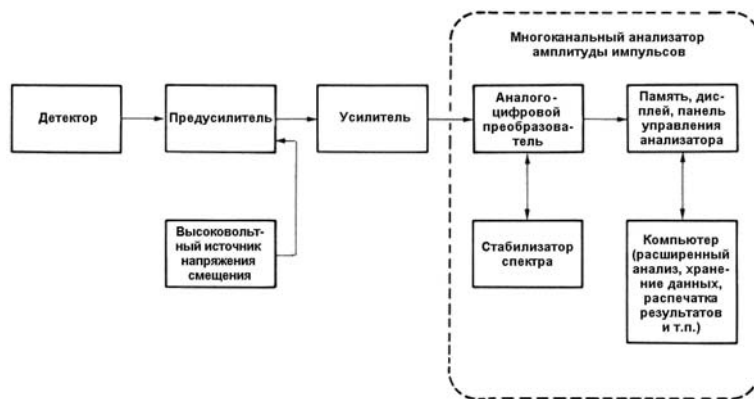 Многоканальный анализатор
амплитуды импульсов
Детектор
Предусилитель
Усилитель
Аналого-
цифровой
преобразова-
тель
Память, дис-
плей, панель
управления
анализатора
Высоковольт-
ный источник
напряжения
смещения
Стабилизатор
спектра
Компьютер
(расширенный
анализ, хране-
ние данных,
распечатка
результатов
и т.п.)